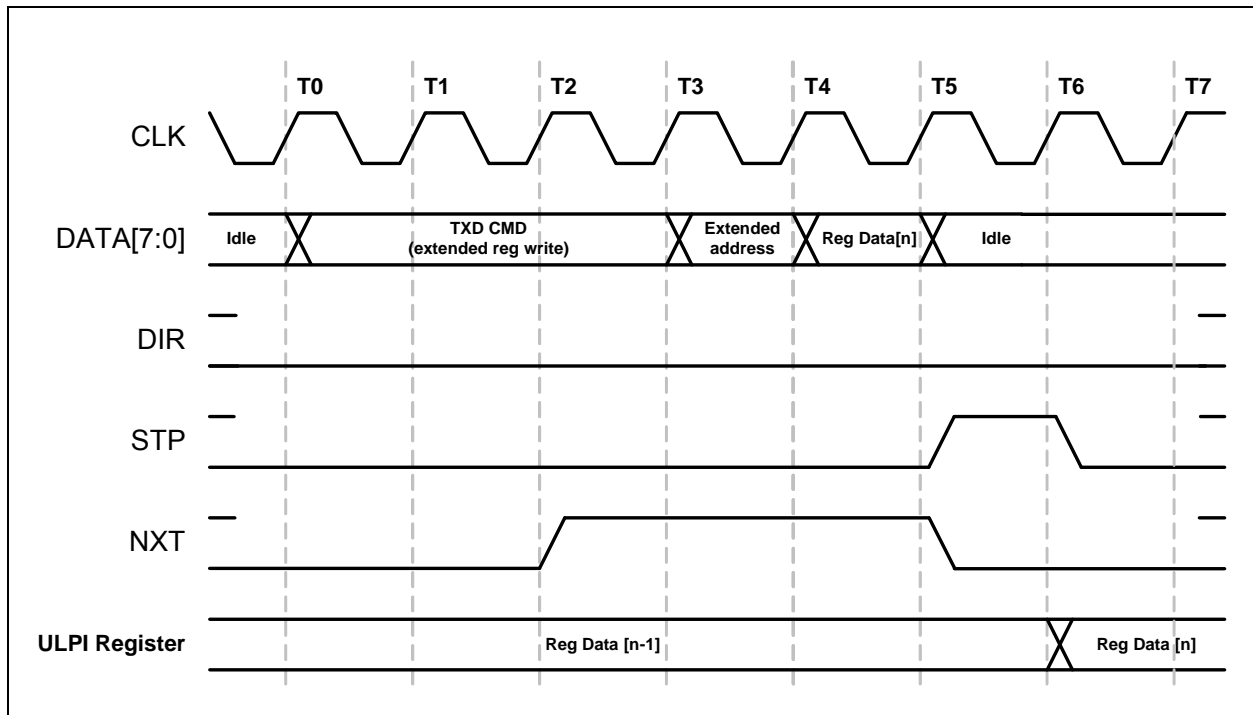 T0 T1 T2 T3 T4 T5 T6 T7
CLK
DATA[7:0]
Idle
TXD CMD
(extended reg write)
Extended
address
Reg Data[n]
Idle
DIR
STP
NXT
ULPI Register
Reg Data [n-1]
Reg Data [n]